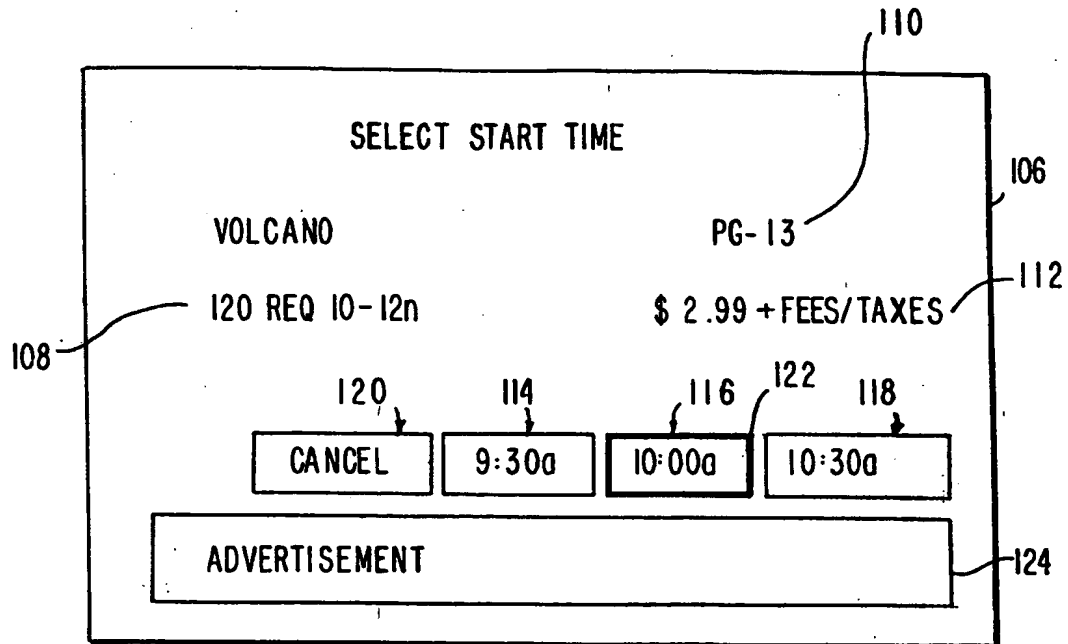 110
SELECT START TIME
106
VOLCANO PG-13
120 REQ 10-12n $ 2.99 + FEES/TAXES 112
108
120 114 116 122 118
CANCEL 9:30a 10:00a 10:30a
ADVERTISEMENT
124